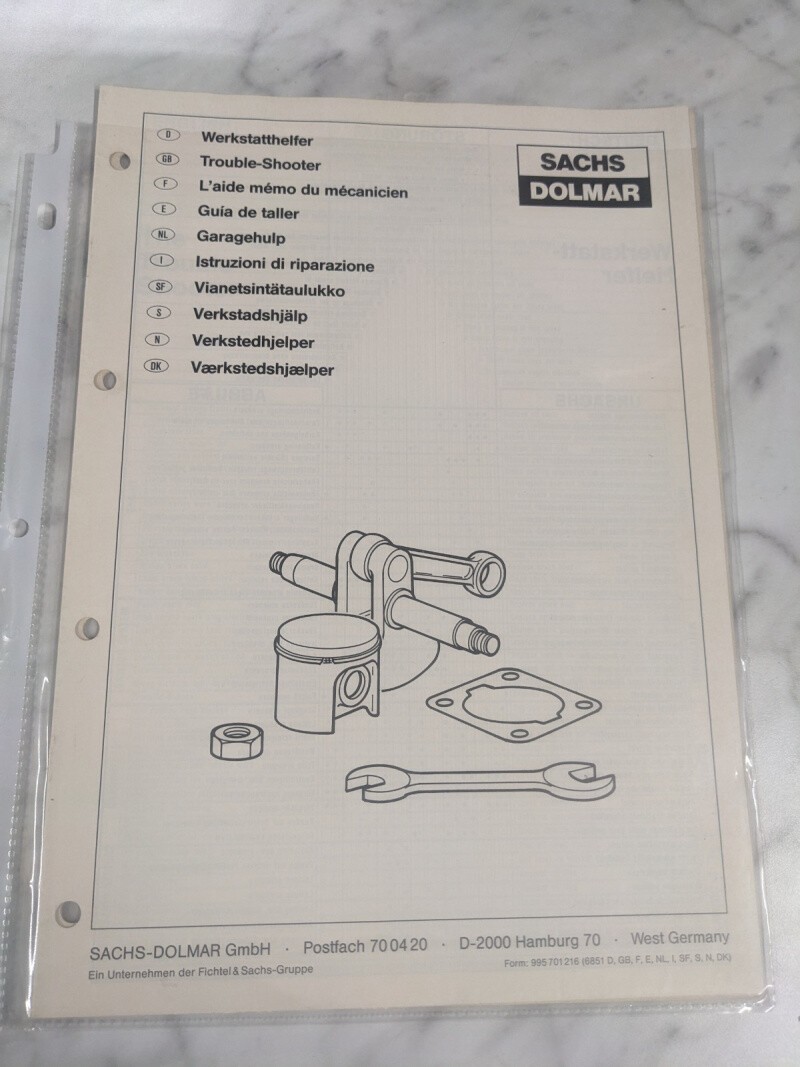 D Werkstatthelfer
GB Trouble-Shooter
F L'aide mémo du mécanicien
E Guía de taller
NL Garagehulp
I Istruzioni di riparazione
SF Vianetsintätaulukko
S Verkstadshjälp
N Verkstedhjelper
DK Værkstedshjælper
SACHS
DOLMAR
SACHS-DOLMAR GmbH · Postfach 70 04 20 · D-2000 Hamburg 70 · West Germany
Ein Unternehmen der Fichtel & Sachs-Gruppe
Form: 995 701 216 (6851 D, GB, F, E, NL, I, SF, S, N, DK)